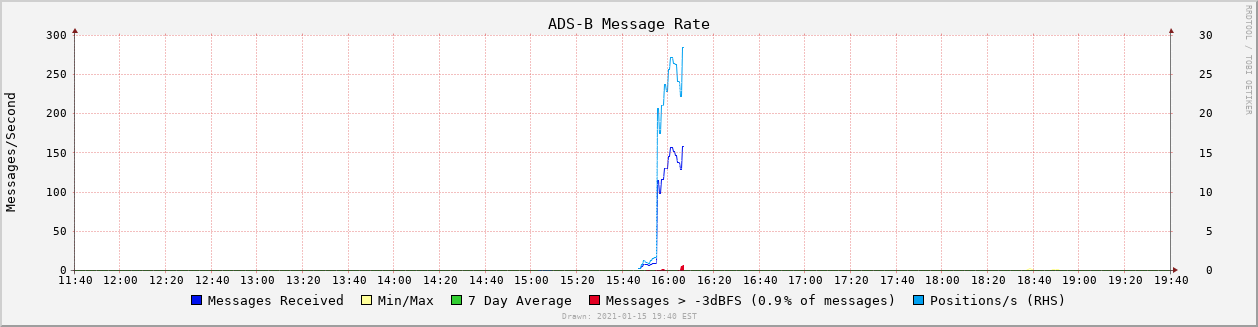 ADS-B Message Rate
RRDTOOL / TOBI OETIKER
Messages/Second
300 30
250 25
200 20
150 15
100 10
50 5
0 0
11:40 12:00 12:20 12:40 13:00 13:20 13:40 14:00 14:20 14:40 15:00 15:20 15:40 16:00 16:20 16:40 17:00 17:20 17:40 18:00 18:20 18:40 19:00 19:20 19:40
Messages Received Min/Max 7 Day Average Messages > -3dBFS (0.9% of messages) Positions/s (RHS)
Drawn: 2021-01-15 19:40 EST